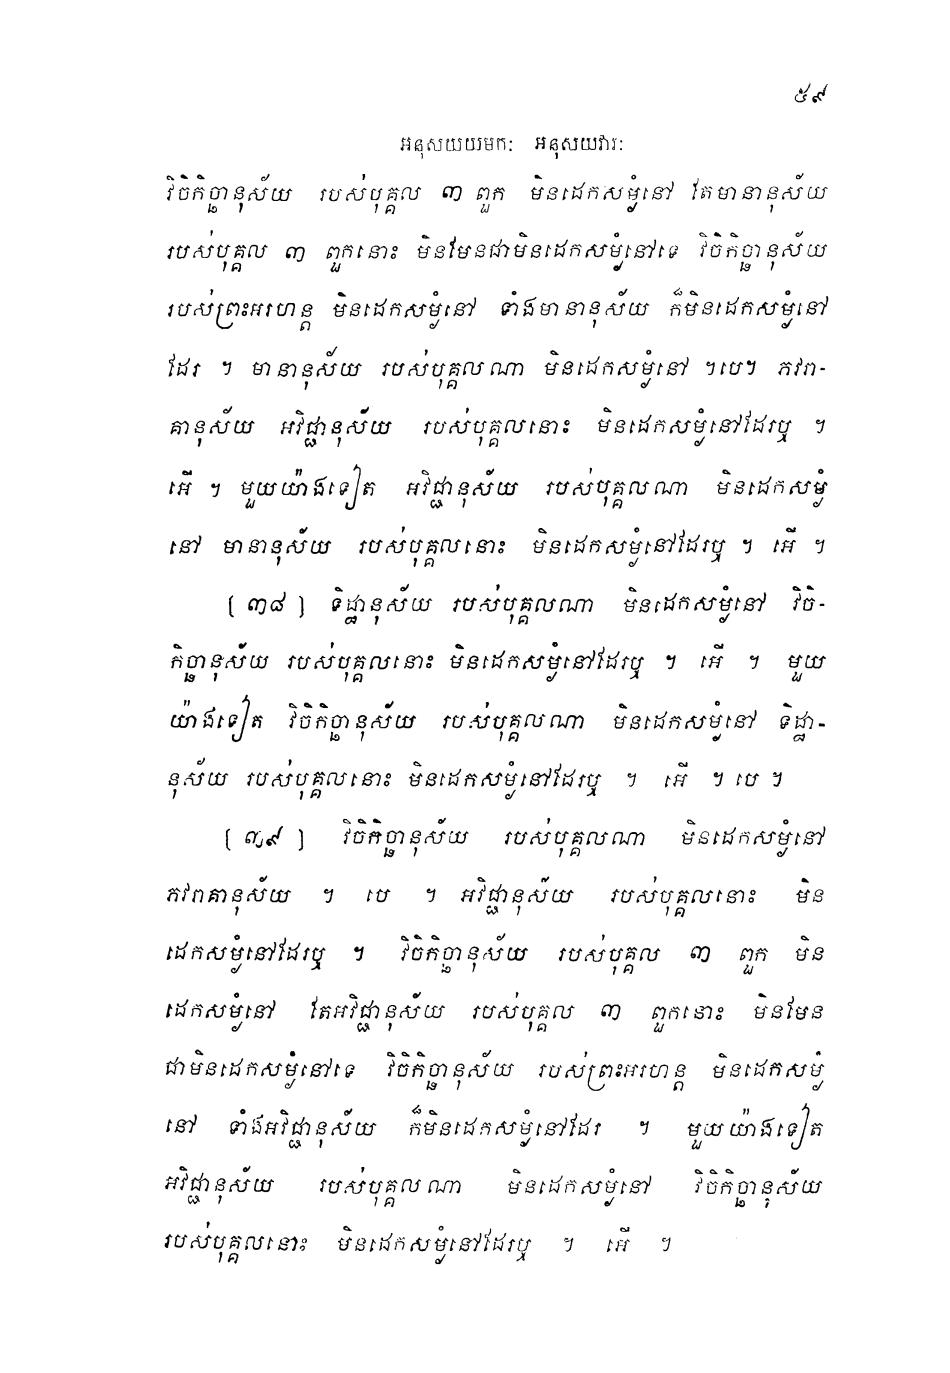 ៥៩
អនុសយយមកៈ អនុសយវារៈ
វិចិកិច្ឆានុស័យ របស់បុគ្គល ៣ ពួក មិនដេកសម្ងំនៅ តែមានានុស័យ
របស់បុគ្គល ៣ ពួកនោះ មិនមែនជាមិនដេកសម្ងំនៅទេ វិចិកិច្ឆានុស័យ
របស់ព្រះអរហន្ត មិនដេកសម្ងំនៅ ទាំងមានានុស័យ ក៏មិនដេកសម្ងំនៅ
ដែរ ។ មានានុស័យ របស់បុគ្គលណា មិនដេកសម្ងំនៅ ។បេ។ ភវរា-
គានុស័យ អវិជ្ជានុស័យ របស់បុគ្គលនោះ មិនដេកសម្ងំនៅដែរឬ ។
អើ ។ មួយយ៉ាងទៀត អវិជ្ជានុស័យ របស់បុគ្គលណា មិនដេកសម្ងំ
នៅ មានានុស័យ របស់បុគ្គលនោះ មិនដេកសម្ងំនៅដែរឬ ។ អើ ។
[ ៣៨ ] ទិដ្ឋានុស័យ របស់បុគ្គលណា មិនដេកសម្ងំនៅ វិចិ-
កិច្ឆានុស័យ របស់បុគ្គលនោះ មិនដេកសម្ងំនៅដែរឬ ។ អើ ។ មួយ
យ៉ាងទៀត វិចិកិច្ឆានុស័យ របស់បុគ្គលណា មិនដេកសម្ងំនៅ ទិដ្ឋា-
នុស័យ របស់បុគ្គលនោះ មិនដេកសម្ងំនៅដែរឬ ។ អើ ។ បេ ។
[ ៣៩ ] វិចិកិច្ឆានុស័យ របស់បុគ្គលណា មិនដេកសម្ងំនៅ
ភវរាគានុស័យ ។ បេ ។ អវិជ្ជានុស័យ របស់បុគ្គលនោះ មិន
ដេកសម្ងំនៅដែរឬ ។ វិចិកិច្ឆានុស័យ របស់បុគ្គល ៣ ពួក មិន
ដេកសម្ងំនៅ តែអវិជ្ជានុស័យ របស់បុគ្គល ៣ ពួកនោះ មិនមែន
ជាមិនដេកសម្ងំនៅទេ វិចិកិច្ឆានុស័យ របស់ព្រះអរហន្ត មិនដេកសម្ងំ
នៅ ទាំងអវិជ្ជានុស័យ ក៏មិនដេកសម្ងំនៅដែរ ។ មួយយ៉ាងទៀត
អវិជ្ជានុស័យ របស់បុគ្គលណា មិនដេកសម្ងំនៅ វិចិកិច្ឆានុស័យ
របស់បុគ្គលនោះ មិនដេកសម្ងំនៅដែរឬ ។ អើ ។